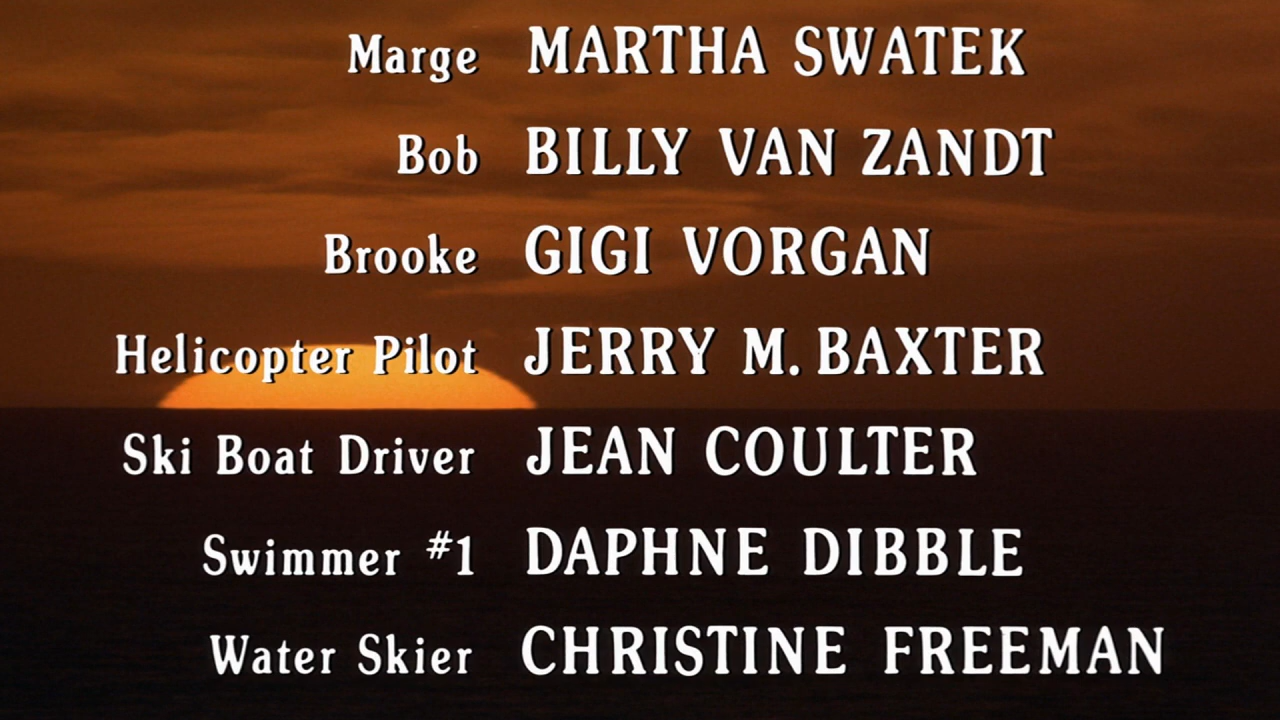 Marge MARTHA SWATEK
Bob BILLY VAN ZANDT
Brooke GIGI VORGAN
Helicopter Pilot JERRY M. BAXTER
Ski Boat Driver JEAN COULTER
Swimmer #1 DAPHNE DIBBLE
Water Skier CHRISTINE FREEMAN